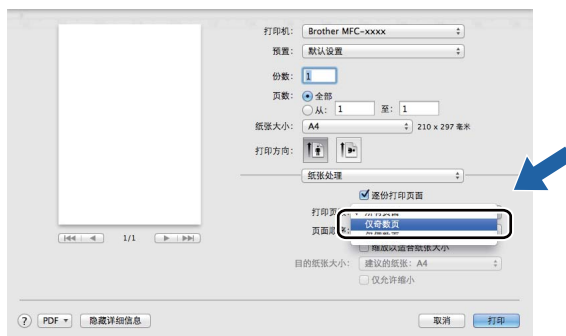 打印机: Brother MFC-xxxx
预置: 默认设置
份数: 1
页数: 全部
从: 1 至: 1
纸张大小: A4 210 x 297 毫米
打印方向:
纸张处理
逐份打印页面
打印页
仅奇数页
页面
缩放以适合纸张大小
目的纸张大小: 建议的纸张: A4
仅允许缩小
1/1
? PDF 隐藏详细信息 取消 打印